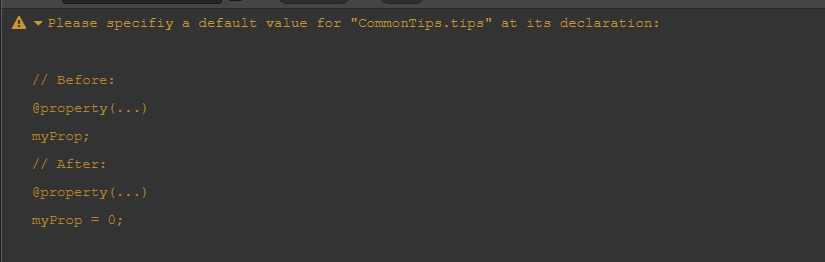 Please specifiy a default value for "CommonTips.tips" at its declaration:
// Before:
@property(...)
myProp;
// After:
@property(...)
myProp = 0;